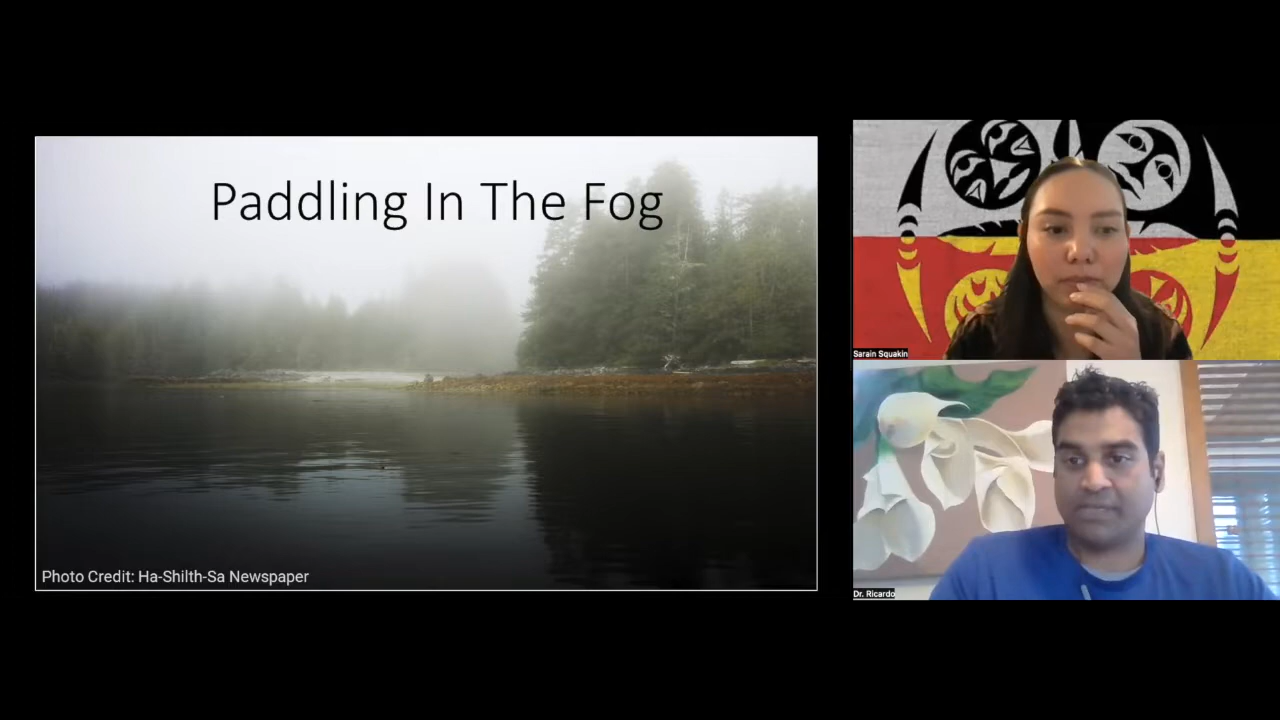 Paddling In The Fog
Photo Credit: Ha-Shilth-Sa Newspaper
Sarain Squakin
Dr. Ricardo